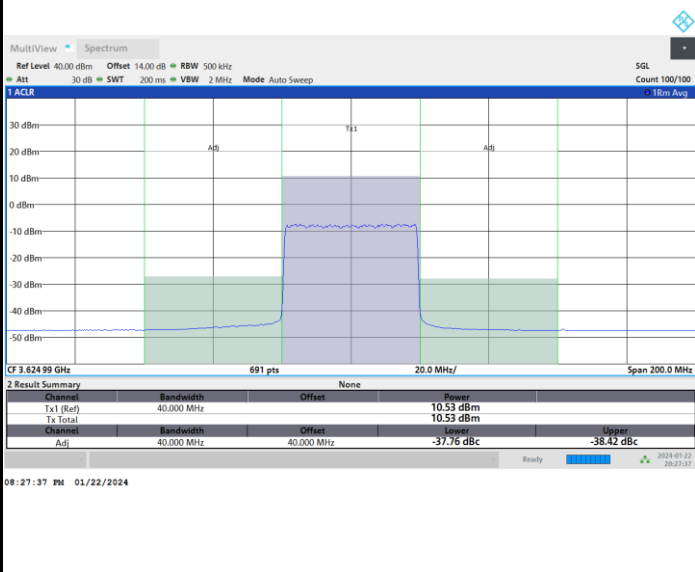 MultiView Spectrum
Ref Level 40.00 dBm Offset 14.00 dB RBW 500 kHz SGL
Att 30 dB SWT 200 ms VBW 2 MHz Mode Auto Sweep Count 100/100
1 ACLR 1Rm Avg
30 dBm
Tx1
20 dBm Adj Adj
10 dBm
0 dBm
-10 dBm
-20 dBm
-30 dBm
-40 dBm
-50 dBm
CF 3.624 99 GHz 691 pts 20.0 MHz/ Span 200.0 MHz
2 Result Summary None
Channel Bandwidth Offset Power
Tx1 (Ref) 40.000 MHz 10.53 dBm
Tx Total 10.53 dBm
Channel Bandwidth Offset Lower Upper
Adj 40.000 MHz 40.000 MHz -37.76 dBc -38.42 dBc
Ready 2024-01-22
20:27:37
08:27:37 PM 01/22/2024